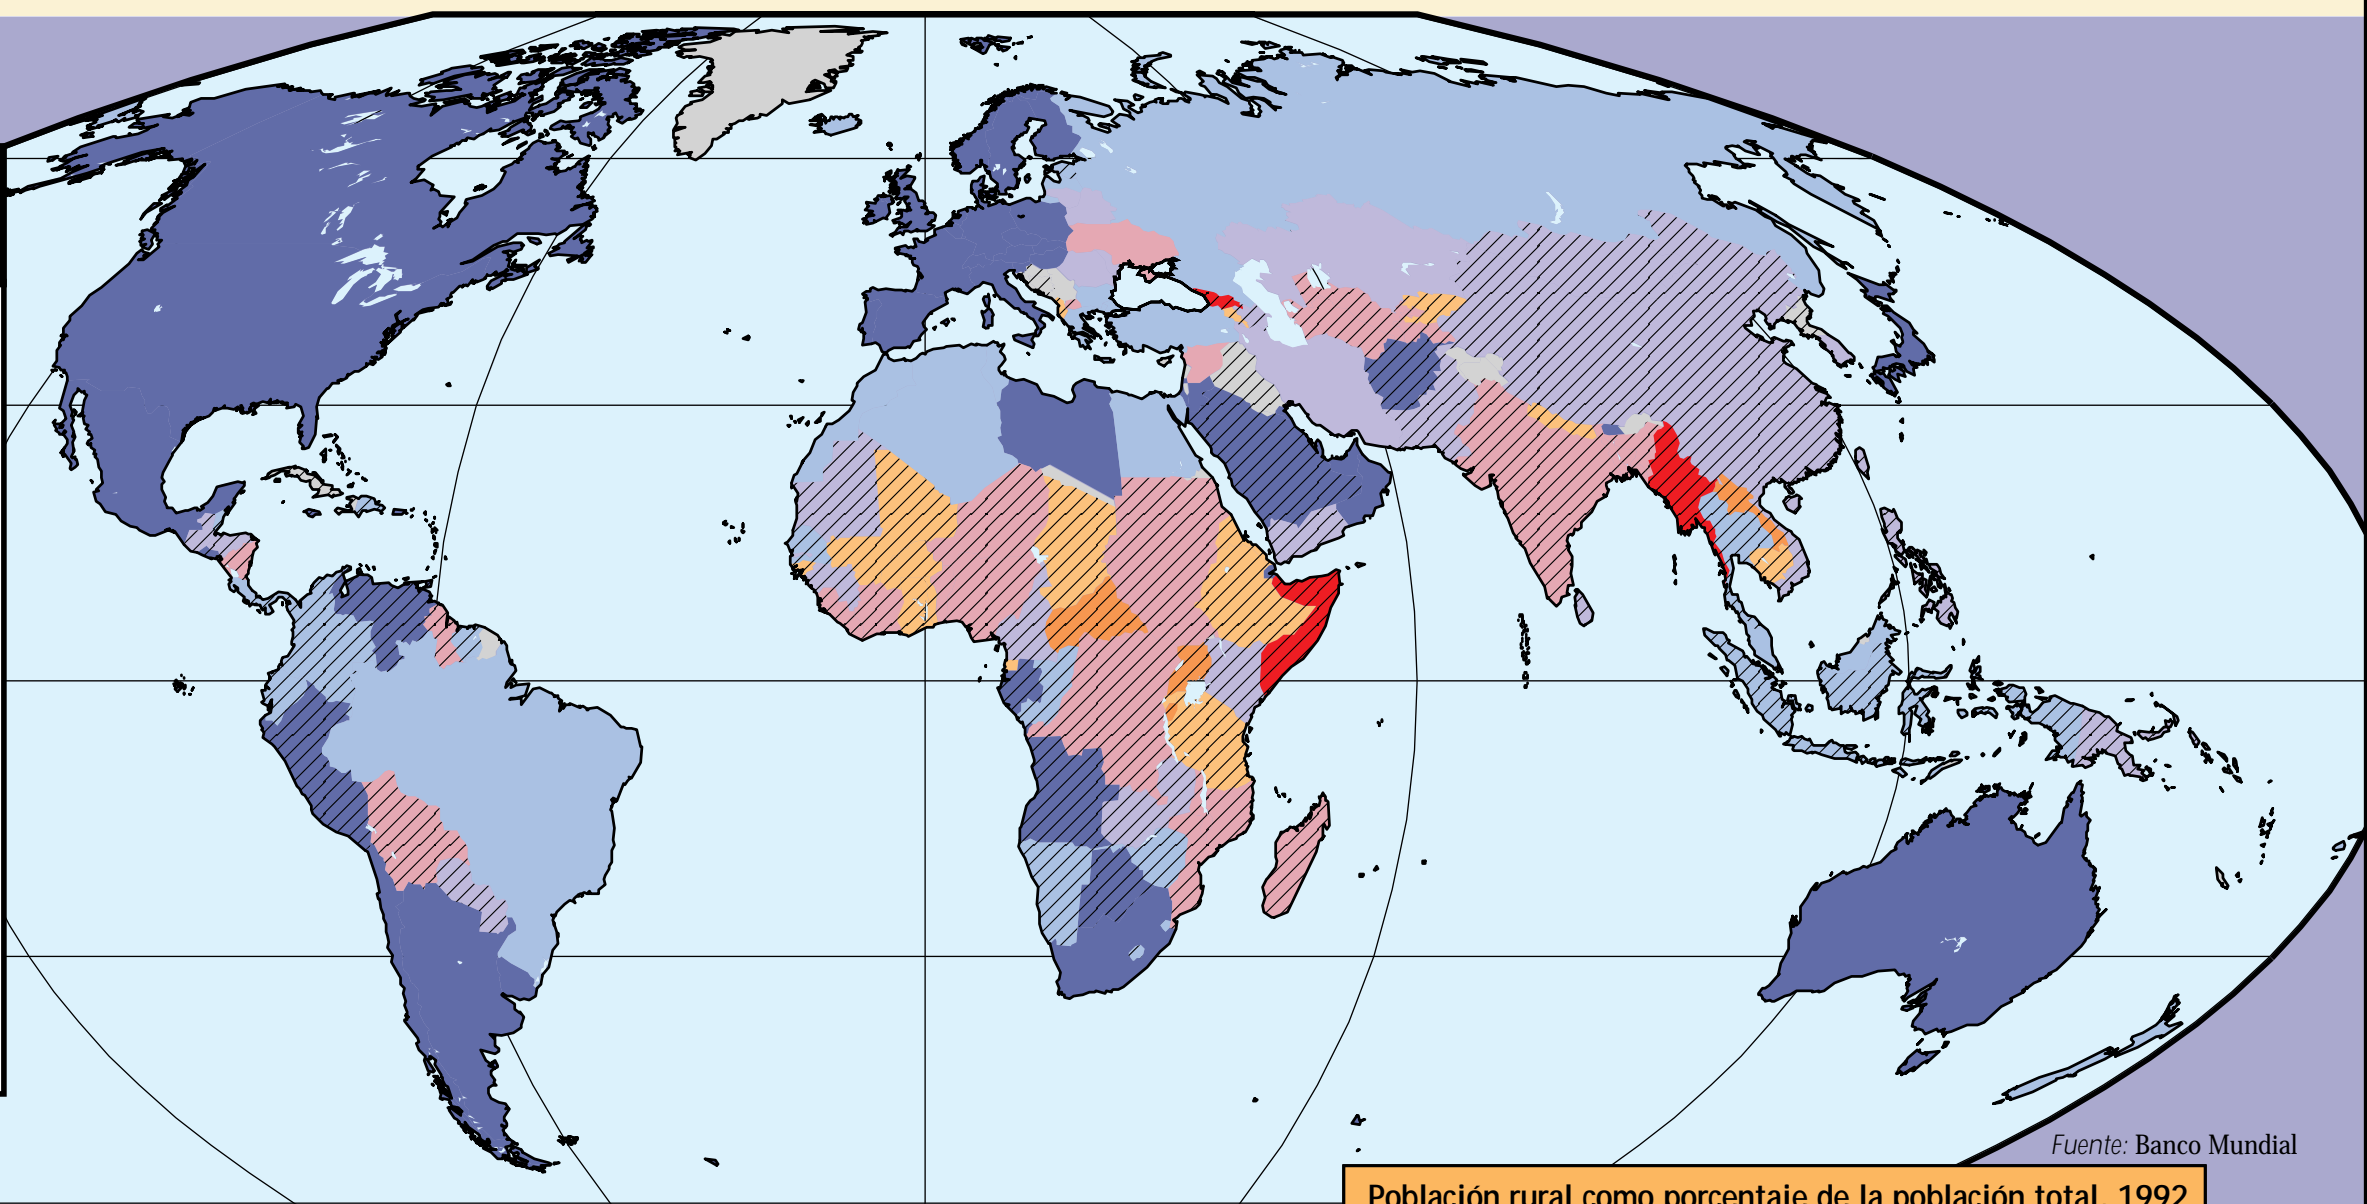 Fuente: Banco Mundial
Población rural como porcentaje de la población total, 1992